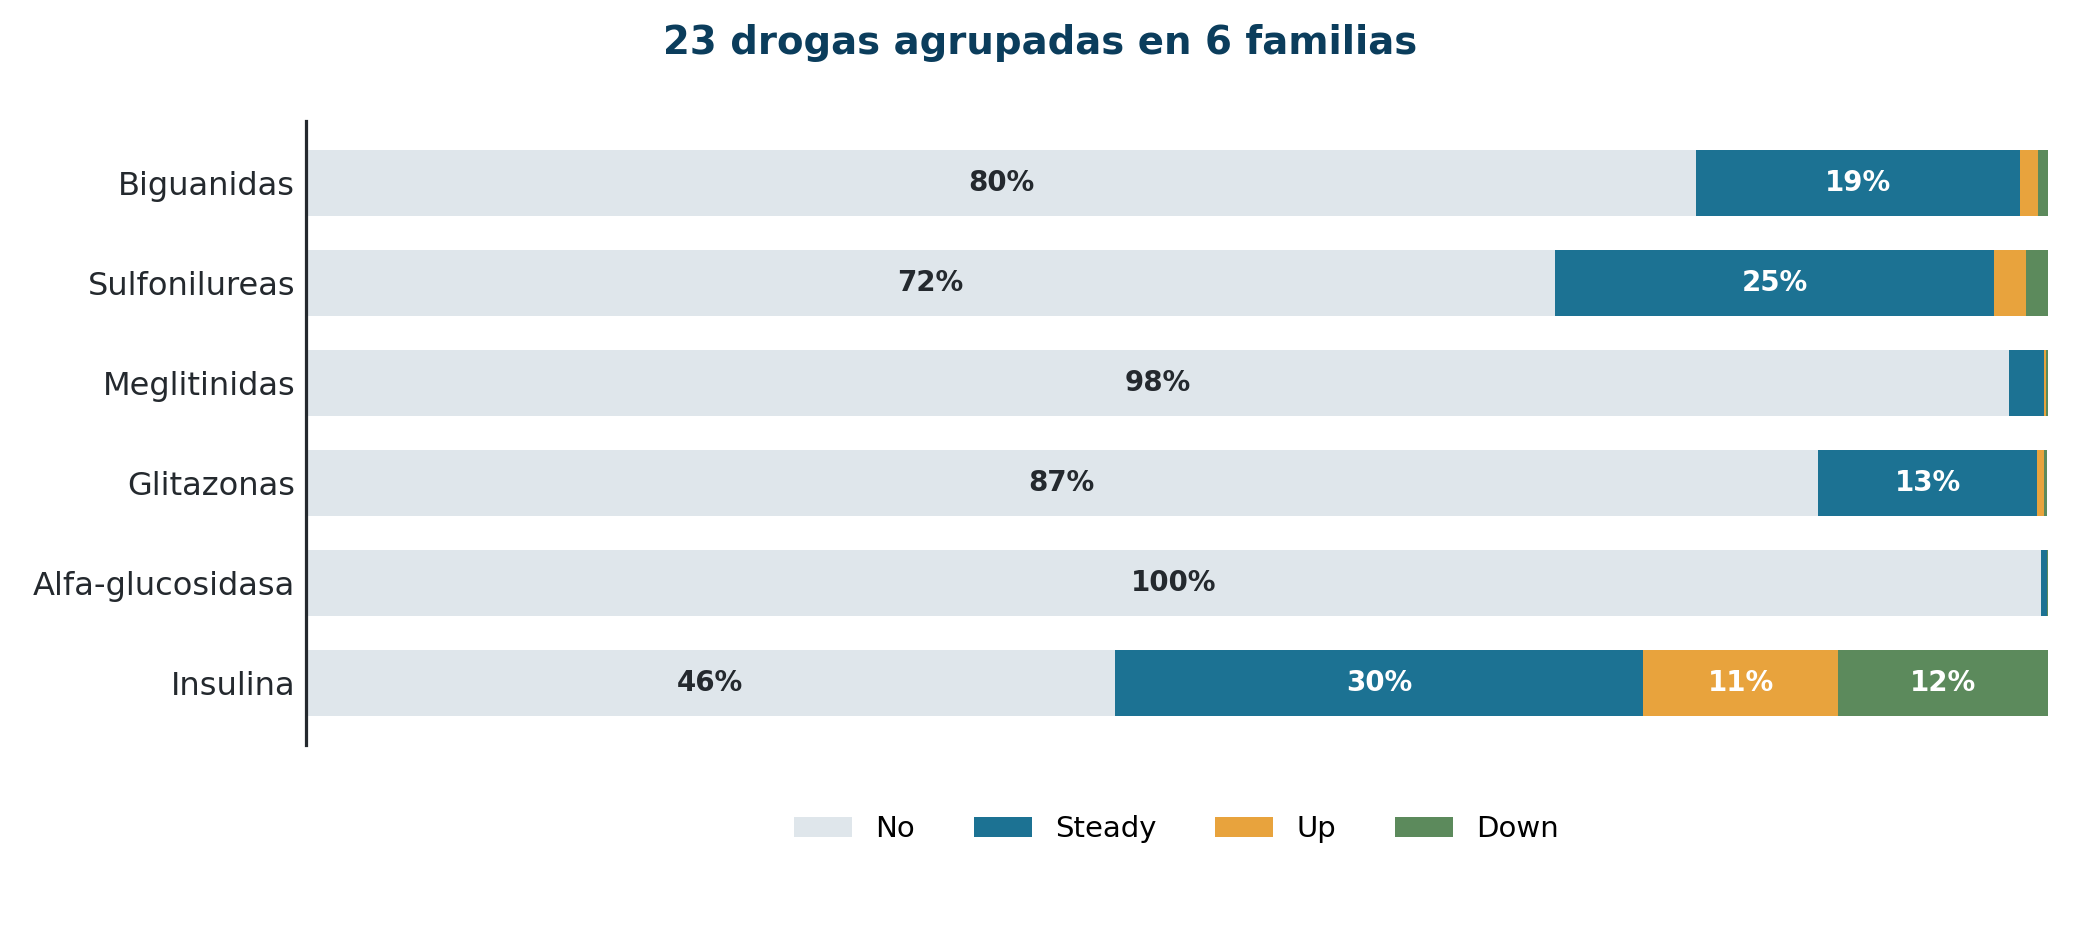 23 drogas agrupadas en 6 familias
Biguanidas 80% 19%
Sulfonilureas 72% 25%
Meglitinidas 98%
Glitazonas 87% 13%
Alfa-glucosidasa 100%
Insulina 46% 30% 11% 12%
No Steady Up Down